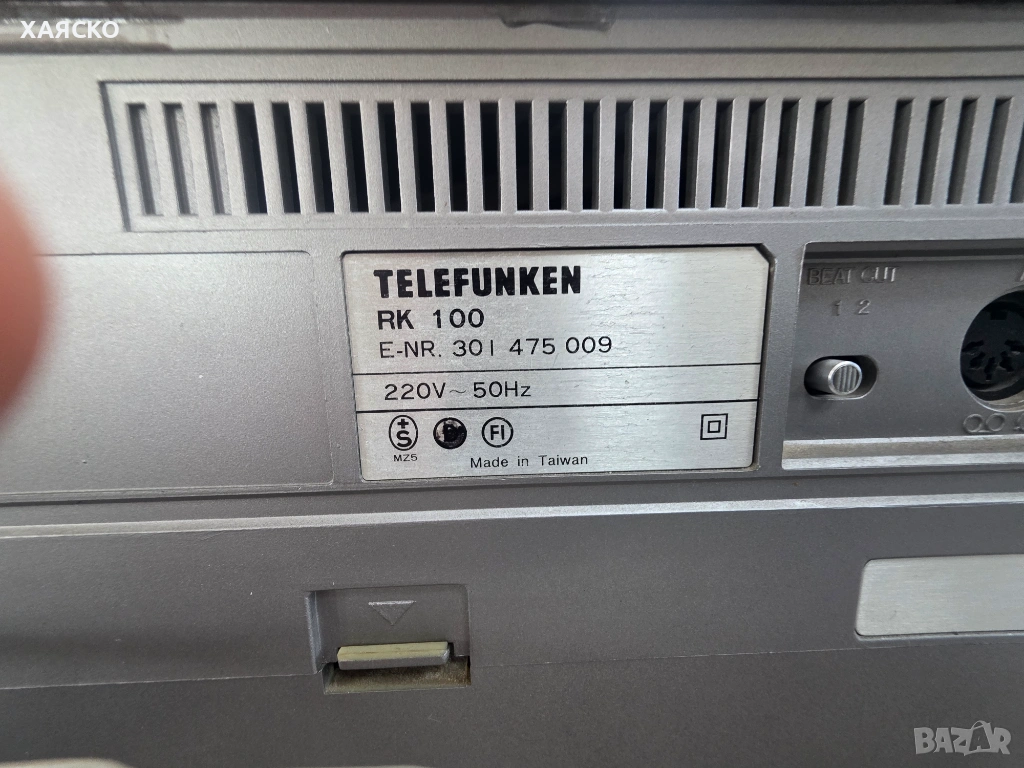 ХАЯСКО
TELEFUNKEN
RK 100
E-NR. 301 475 009
220V~50Hz
+S FI
MZ5
Made in Taiwan
BEAT CUT
1 2
BAZAR